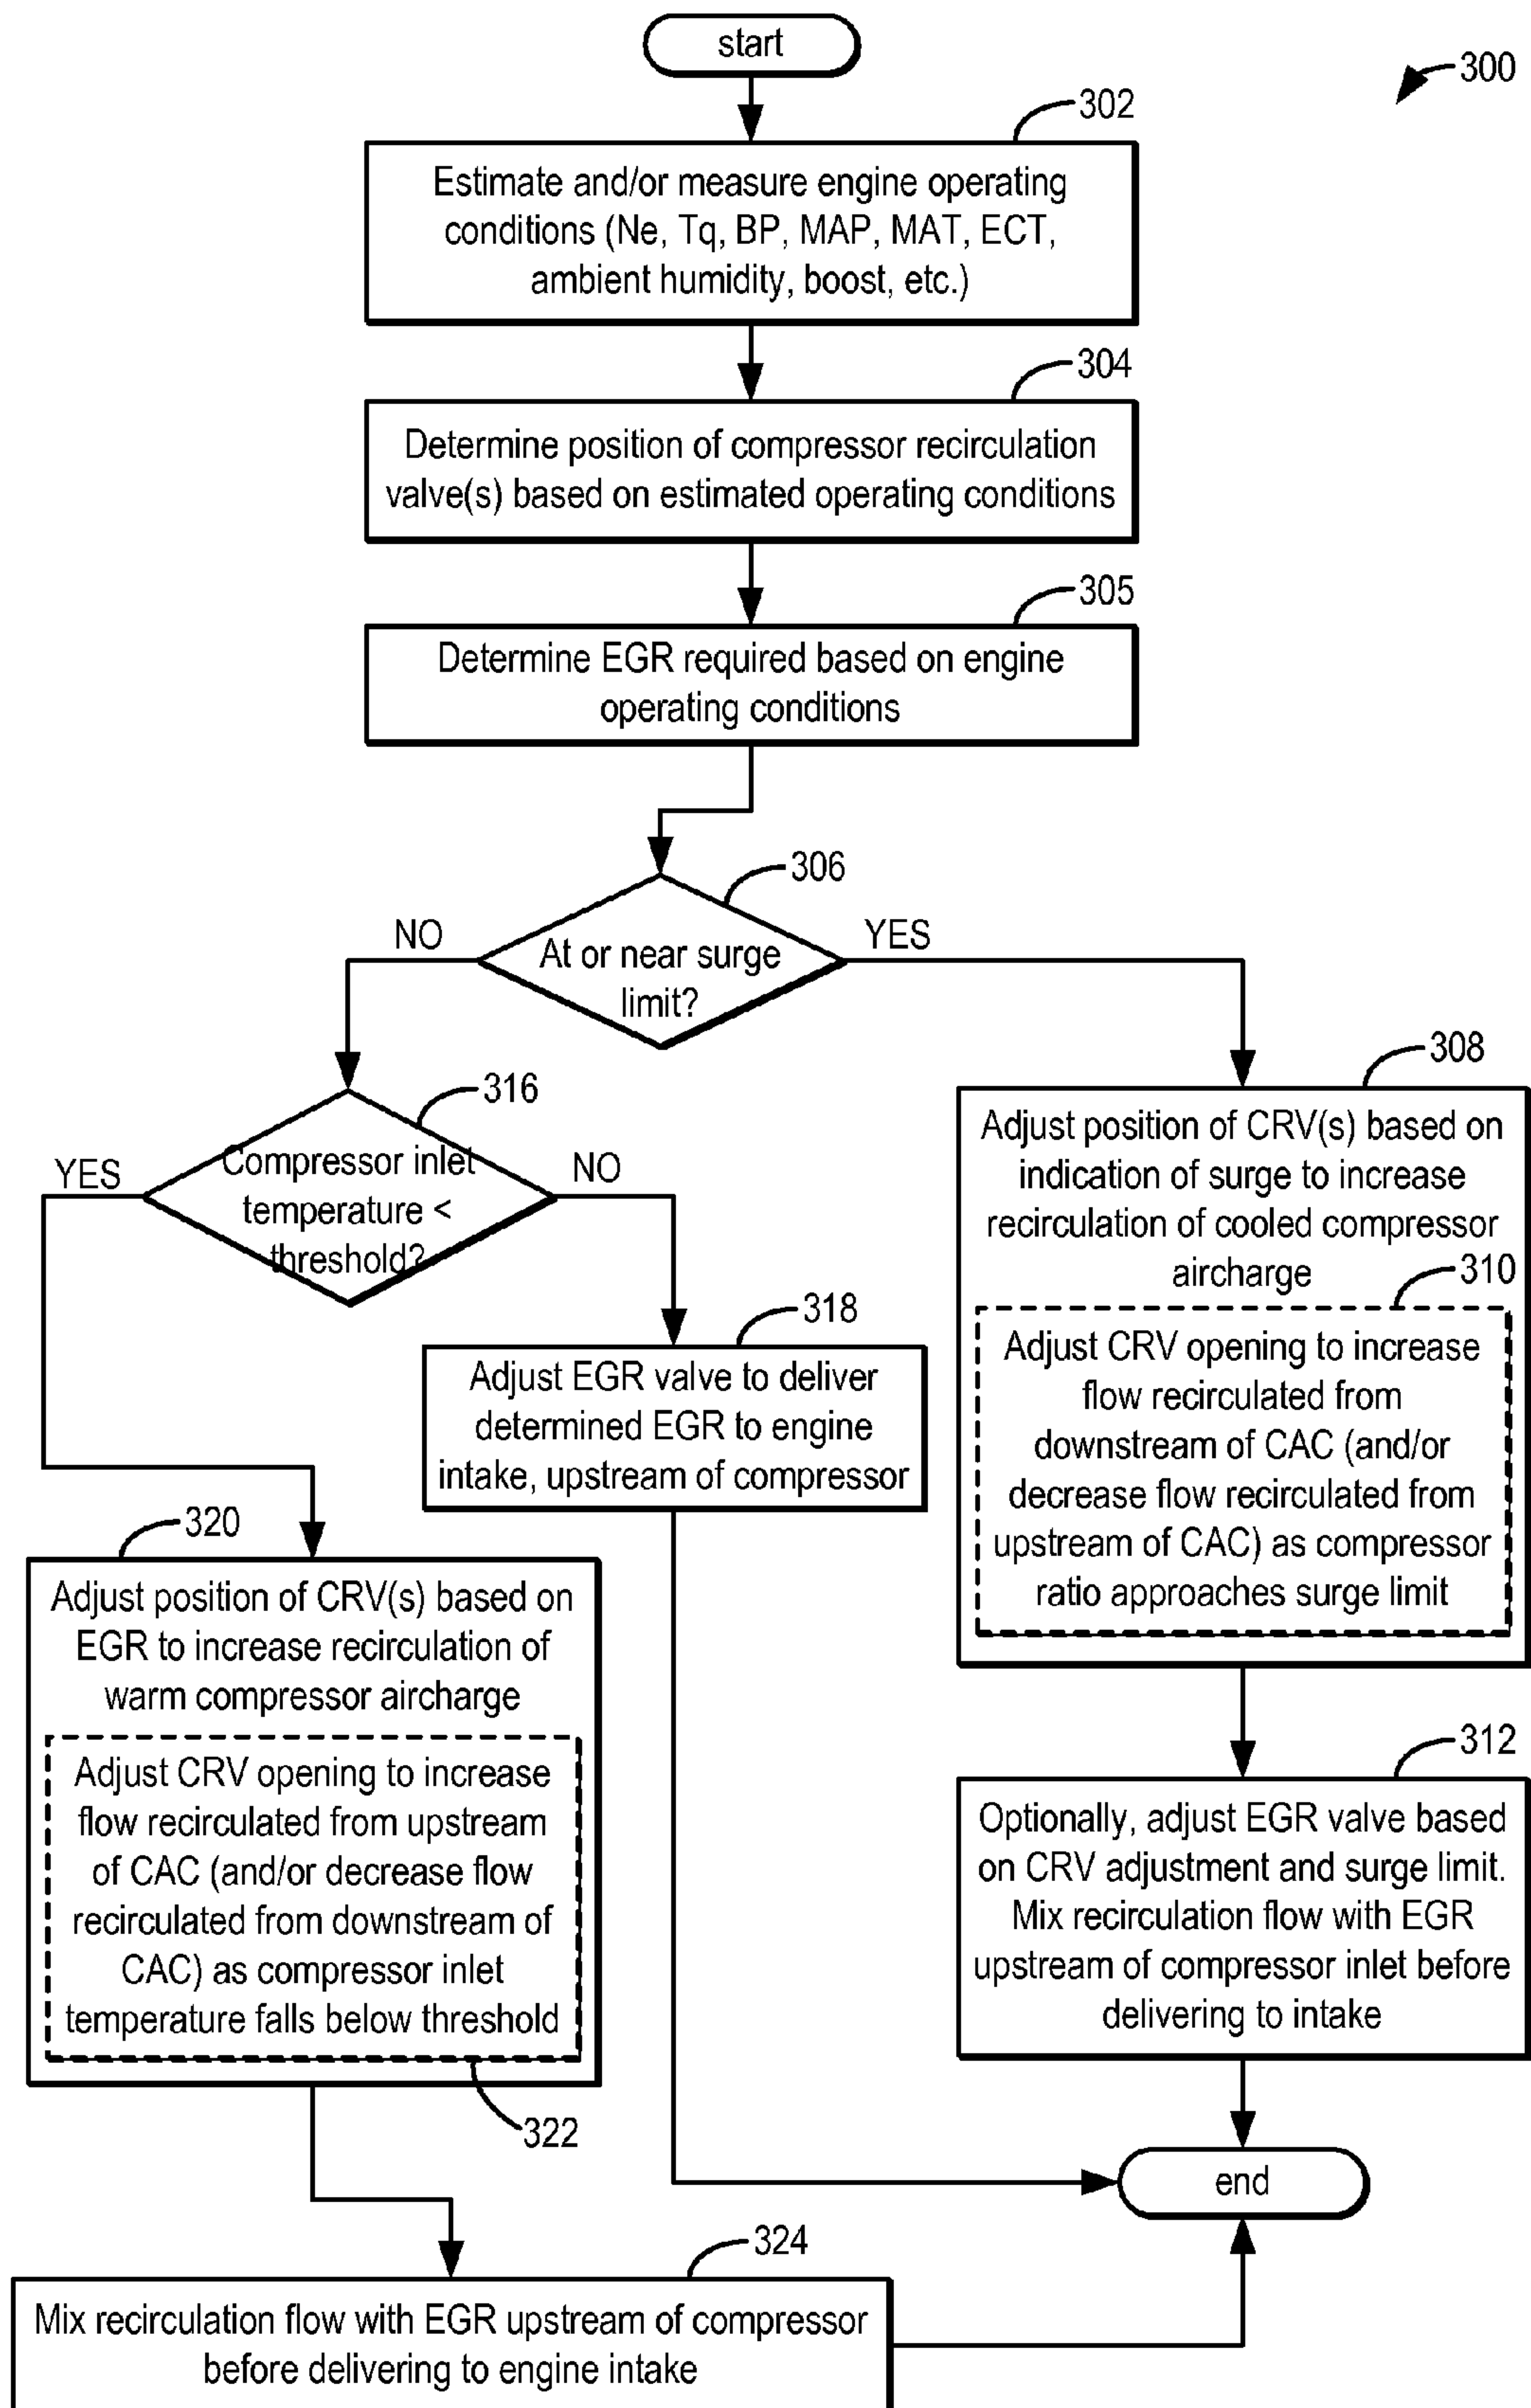 start
300
302
Estimate and/or measure engine operating
conditions (Ne, Tq, BP, MAP, MAT, ECT,
ambient humidity, boost, etc.)
304
Determine position of compressor recirculation
valve(s) based on estimated operating conditions
305
Determine EGR required based on engine
operating conditions
306
At or near surge
limit?
NO
YES
316
Compressor inlet
temperature <
threshold?
YES
NO
308
Adjust position of CRV(s) based on
indication of surge to increase
recirculation of cooled compressor
aircharge
310
Adjust CRV opening to increase
flow recirculated from
downstream of CAC (and/or
decrease flow recirculated from
upstream of CAC) as compressor
ratio approaches surge limit
318
Adjust EGR valve to deliver
determined EGR to engine
intake, upstream of compressor
320
Adjust position of CRV(s) based on
EGR to increase recirculation of
warm compressor aircharge
Adjust CRV opening to increase
flow recirculated from upstream
of CAC (and/or decrease flow
recirculated from downstream of
CAC) as compressor inlet
temperature falls below threshold
322
312
Optionally, adjust EGR valve based
on CRV adjustment and surge limit.
Mix recirculation flow with EGR
upstream of compressor inlet before
delivering to intake
end
324
Mix recirculation flow with EGR upstream of compressor
before delivering to engine intake